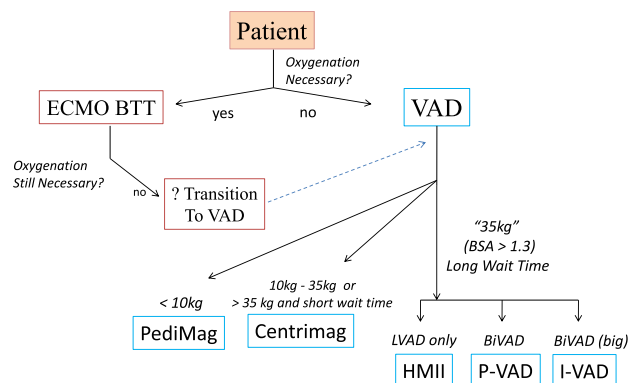 Patient
Oxygenation
Necessary?
ECMO BTT
yes
no
VAD
Oxygenation
Still Necessary?
no
? Transition
To VAD
“35kg”
(BSA > 1.3)
Long Wait Time
< 10kg
10kg - 35kg or
> 35 kg and short wait time
PediMag
Centrimag
LVAD only
BiVAD
BiVAD (big)
HMII
P-VAD
I-VAD